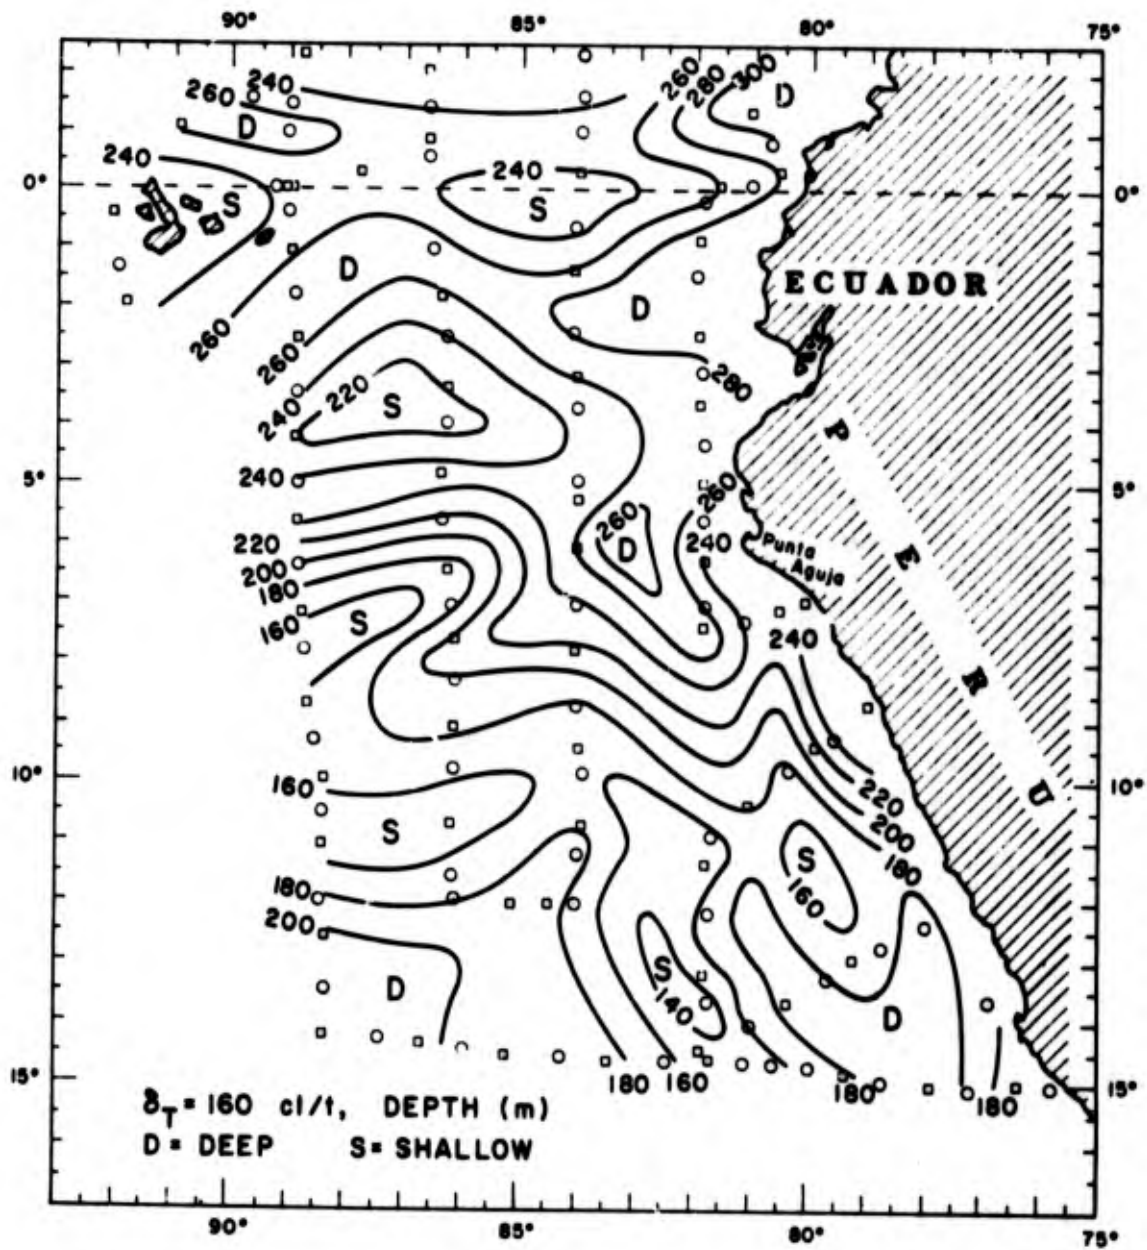 90° 85° 80° 75°
240 260 280 300
260 D
D
240
240
0° 0°
S S
D ECUADOR
D
260
260
280
220
S
240
P
240 5° 5°
260 260
220 D 240 Punta
E
200 Aguja
180
160 S 240
R
160 10° 10°
220 U
S 200
S 180
180 160
200
S
D 140 D
15° 180 160 180 180 15°
δT = 160 cl/t, DEPTH (m)
D = DEEP S = SHALLOW
90° 85° 80° 75°